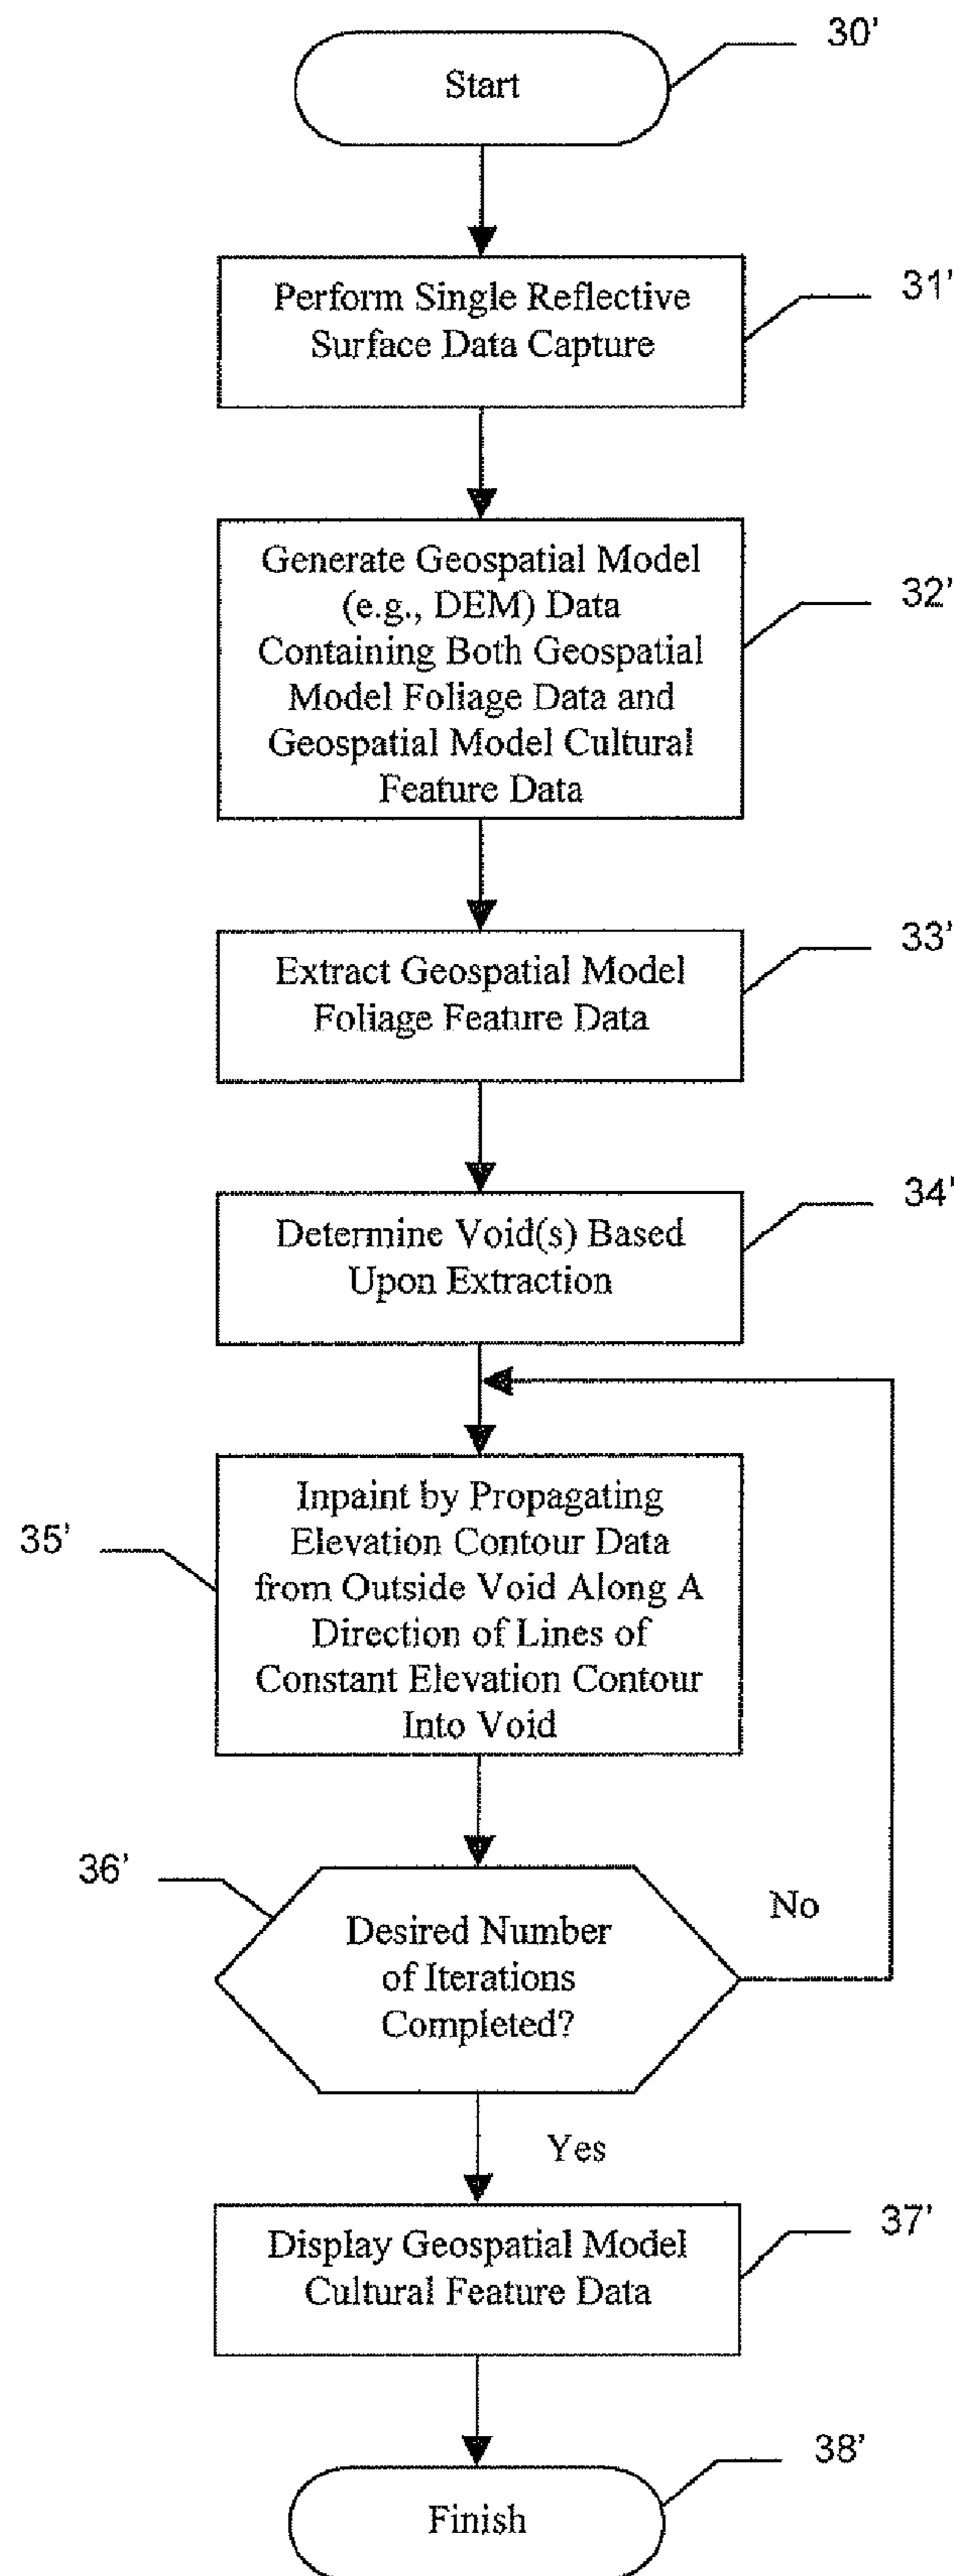 30'
Start
31'
Perform Single Reflective
Surface Data Capture
32'
Generate Geospatial Model
(e.g., DEM) Data
Containing Both Geospatial
Model Foliage Data and
Geospatial Model Cultural
Feature Data
33'
Extract Geospatial Model
Foliage Feature Data
34'
Determine Void(s) Based
Upon Extraction
35'
Inpaint by Propagating
Elevation Contour Data
from Outside Void Along A
Direction of Lines of
Constant Elevation Contour
Into Void
36'
Desired Number
of Iterations
Completed?
No
Yes
37'
Display Geospatial Model
Cultural Feature Data
38'
Finish